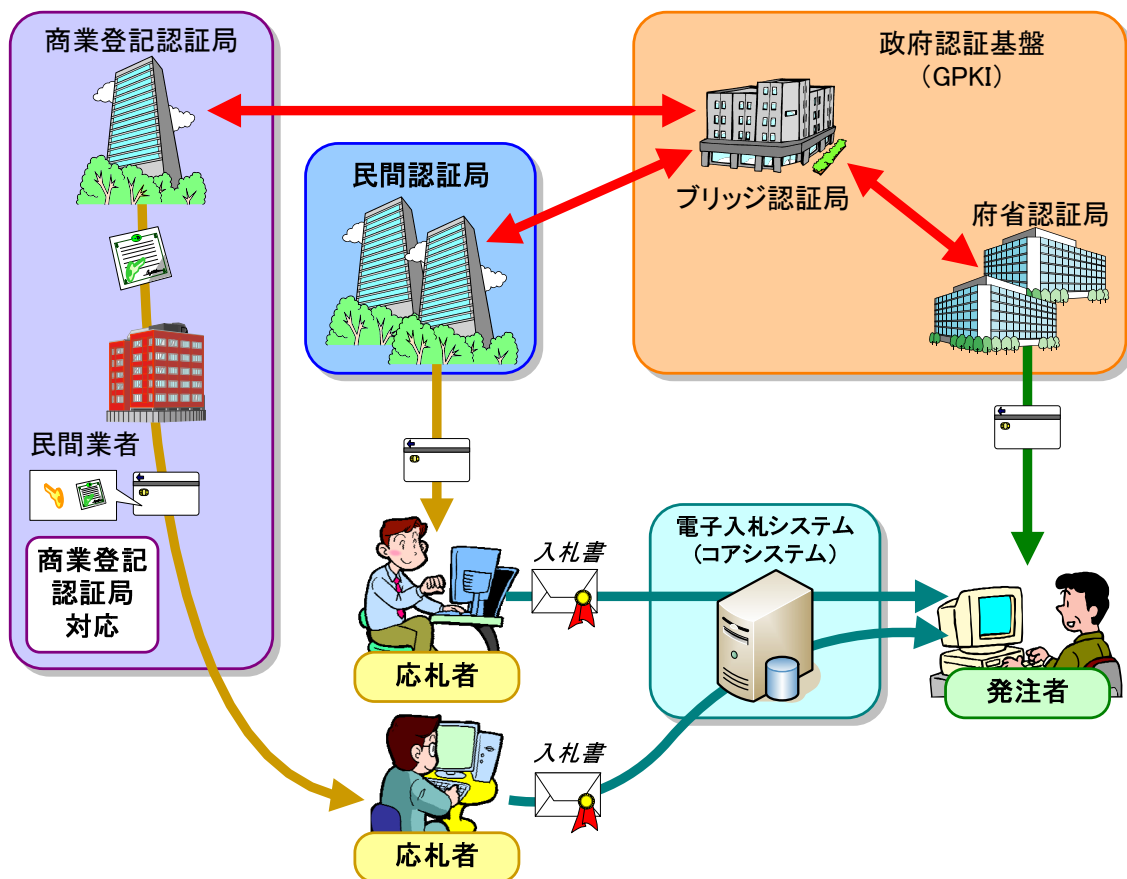 商業登記認証局
政府認証基盤
（GPKI）
民間認証局
ブリッジ認証局
府省認証局
民間業者
商業登記
認証局
対応
電子入札システム
（コアシステム）
入札書
応札者
発注者
入札書
応札者